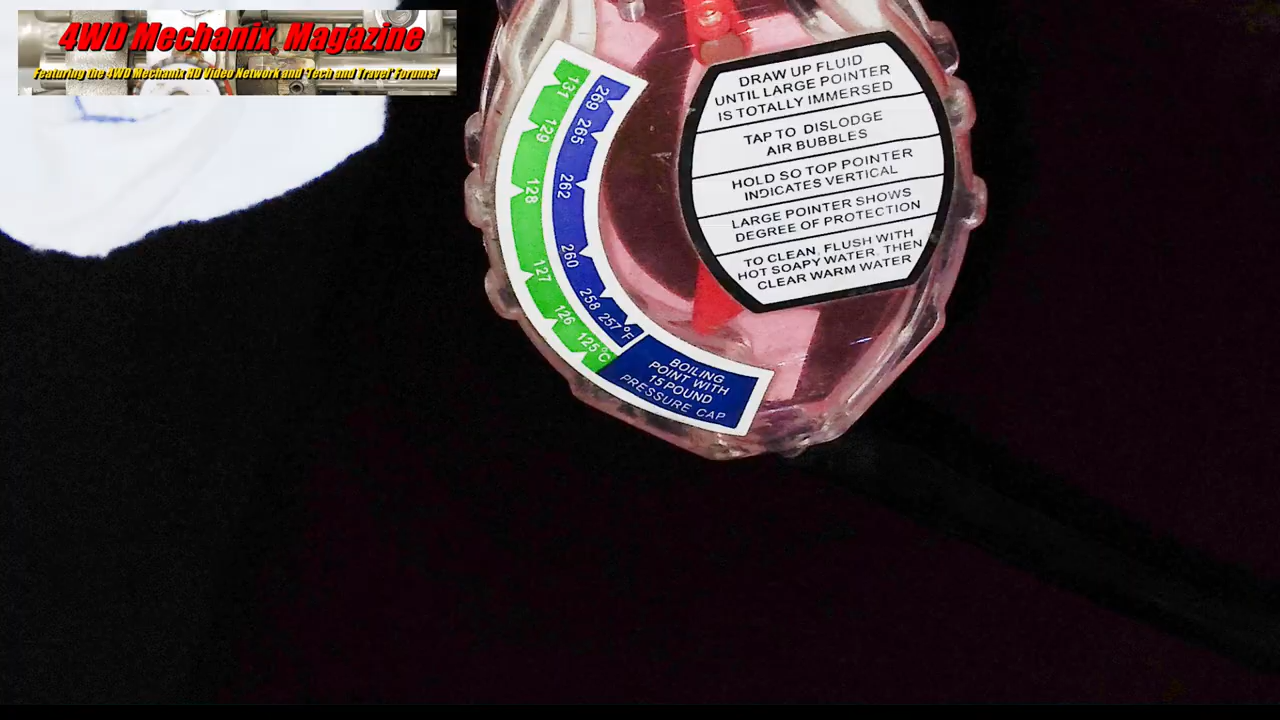 4WD Mechanix Magazine
Featuring the 4WD Mechanix HD Video Network and 'Tech and Travel' Forums!
DRAW UP FLUID
UNTIL LARGE POINTER
IS TOTALLY IMMERSED
TAP TO DISLODGE
AIR BUBBLES
HOLD SO TOP POINTER
INDICATES VERTICAL
LARGE POINTER SHOWS
DEGREE OF PROTECTION
TO CLEAN, FLUSH WITH
HOT SOAPY WATER, THEN
CLEAR WARM WATER
131 129 128 127 126 125°C
269 265 262 260 258 257°F
BOILING
POINT WITH
15 POUND
PRESSURE CAP